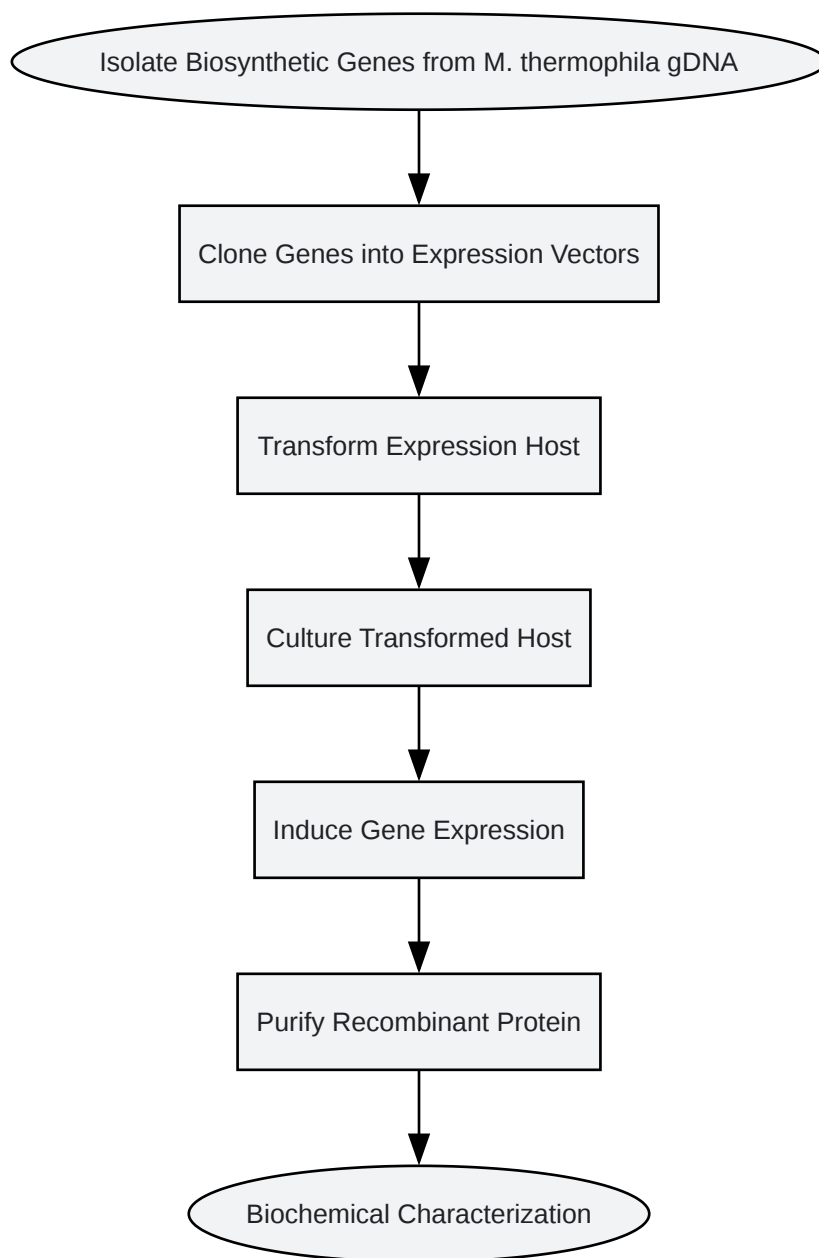 Isolate Biosynthetic Genes from M. thermophila gDNA
Clone Genes into Expression Vectors
Transform Expression Host
Culture Transformed Host
Induce Gene Expression
Purify Recombinant Protein
Biochemical Characterization